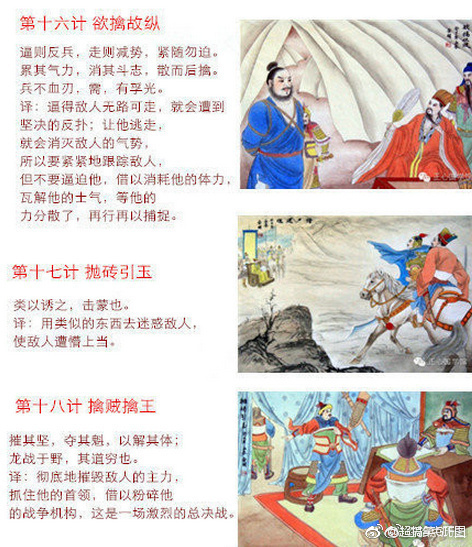 第十六计 欲擒故纵
逼则反兵，走则减势，紧随勿迫。
累其气力，消其斗志，散而后擒。
兵不血刃，需，有孚光。
译：逼得敌人无路可走，就会遭到
坚决的反扑；让他逃走，
就会消灭敌人的气势，
所以要紧紧地跟踪敌人，
但不要逼迫他，借以消耗他的体力，
瓦解他的士气，等他的
力分散了，再行再以捕捉。
第十七计 抛砖引玉
类以诱之，击蒙也。
译：用类似的东西去迷惑敌人，
使敌人遭懵上当。
第十八计 擒贼擒王
摧其坚，夺其魁，以解其体；
龙战于野，其道穷也。
译：彻底地摧毁敌人的主力，
抓住他的首领，借以粉碎他
的战争机构，这是一场激烈的总决战。